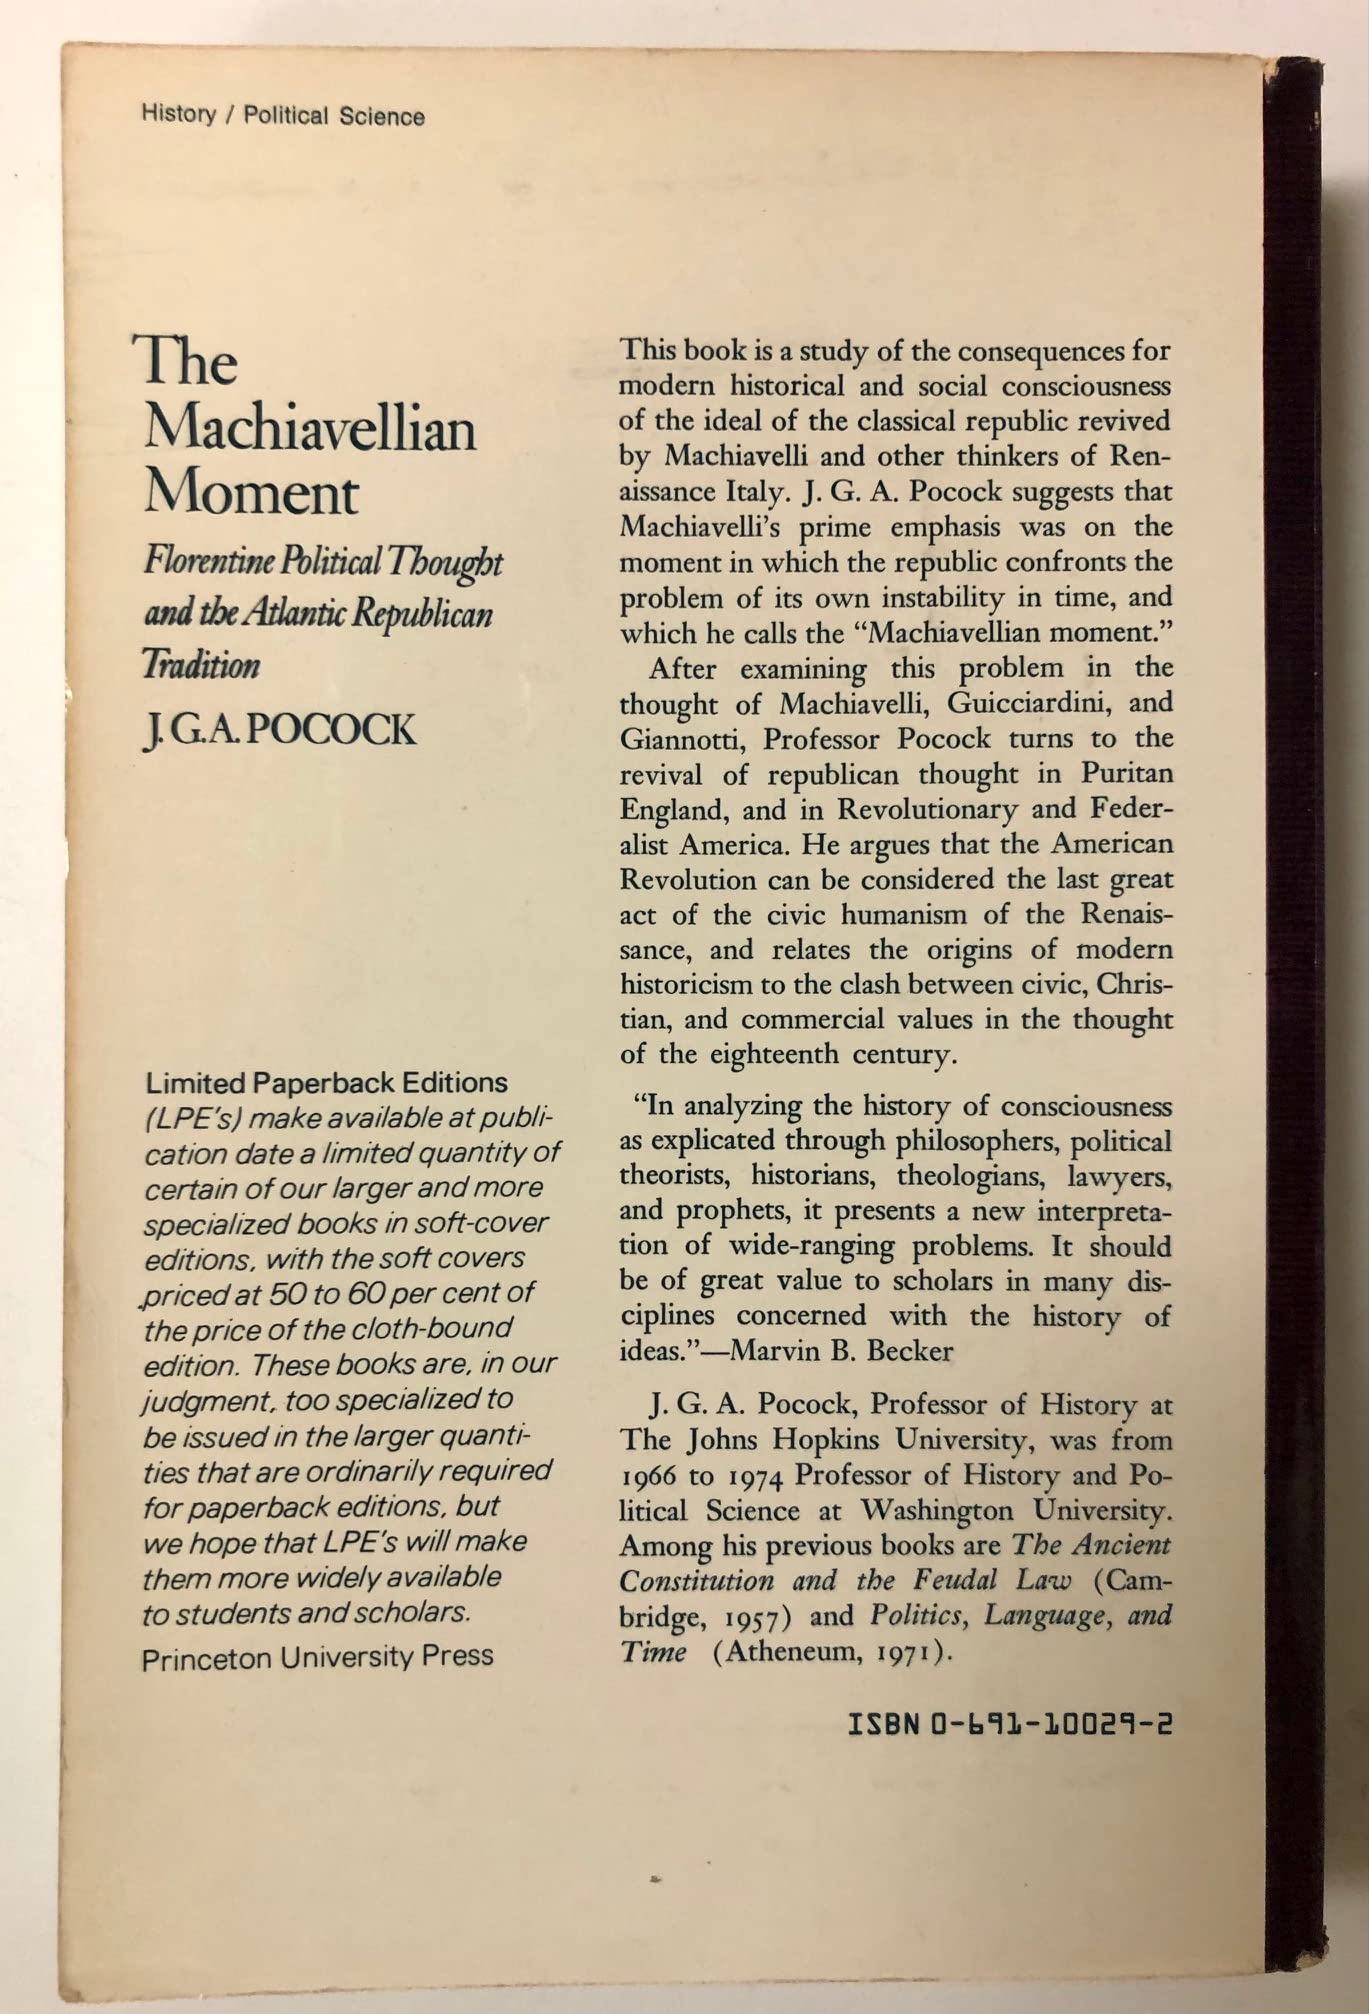 History / Political Science
The
Machiavellian
Moment
Florentine Political Thought
and the Atlantic Republican
Tradition
J. G.A. POCOCK
Limited Paperback Editions
(LPE's) make available at publi-
cation date a limited quantity of
certain of our larger and more
specialized books in soft-cover
editions, with the soft covers
priced at 50 to 60 per cent of
the price of the cloth-bound
edition. These books are, in our
judgment, too specialized to
be issued in the larger quanti-
ties that are ordinarily required
for paperback editions, but
we hope that LPE's will make
them more widely available
to students and scholars.
Princeton University Press
This book is a study of the consequences for
modern historical and social consciousness
of the ideal of the classical republic revived
by Machiavelli and other thinkers of Ren-
aissance Italy. J. G. A. Pocock suggests that
Machiavelli's prime emphasis was on the
moment in which the republic confronts the
problem of its own instability in time, and
which he calls the “Machiavellian moment.”
After examining this problem in the
thought of Machiavelli, Guicciardini, and
Giannotti, Professor Pocock turns to the
revival of republican thought in Puritan
England, and in Revolutionary and Feder-
alist America. He argues that the American
Revolution can be considered the last great
act of the civic humanism of the Renais-
sance, and relates the origins of modern
historicism to the clash between civic, Chris-
tian, and commercial values in the thought
of the eighteenth century.
“In analyzing the history of consciousness
as explicated through philosophers, political
theorists, historians, theologians, lawyers,
and prophets, it presents a new interpreta-
tion of wide-ranging problems. It should
be of great value to scholars in many dis-
ciplines concerned with the history of
ideas.”—Marvin B. Becker
J. G. A. Pocock, Professor of History at
The Johns Hopkins University, was from
1966 to 1974 Professor of History and Po-
litical Science at Washington University.
Among his previous books are The Ancient
Constitution and the Feudal Law (Cam-
bridge, 1957) and Politics, Language, and
Time (Atheneum, 1971).
ISBN 0-691-10029-2